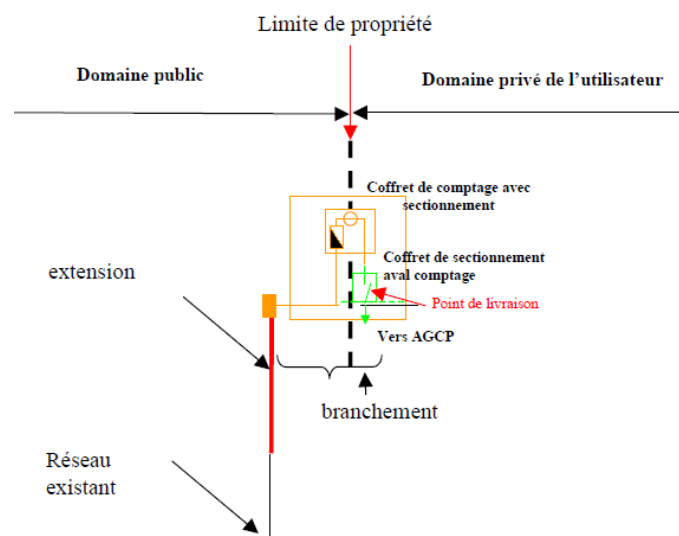 Limite de propriété
Domaine public
Domaine privé de l'utilisateur
Coffret de comptage avec
sectionnement
Coffret de sectionnement
aval comptage
extension
Point de livraison
Vers AGCP
branchement
Réseau
existant